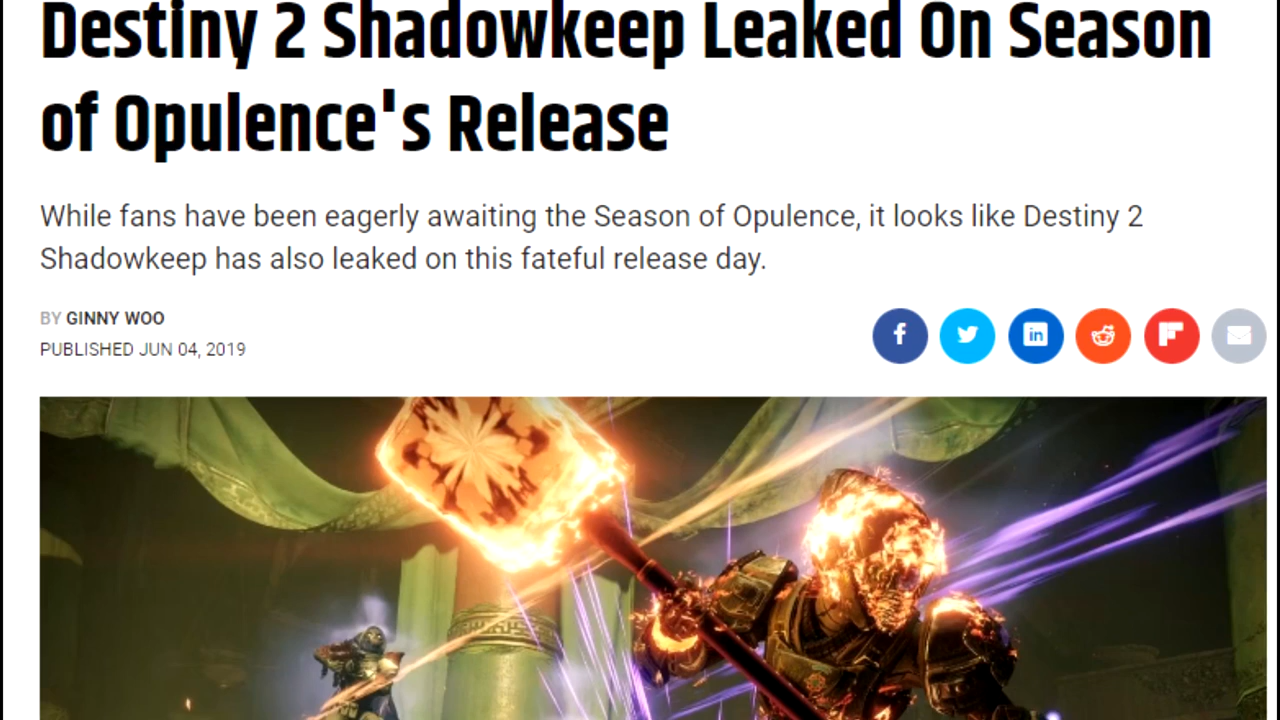 Destiny 2 Shadowkeep Leaked On Season
of Opulence's Release
While fans have been eagerly awaiting the Season of Opulence, it looks like Destiny 2
Shadowkeep has also leaked on this fateful release day.
BY GINNY WOO
PUBLISHED JUN 04, 2019
f
in